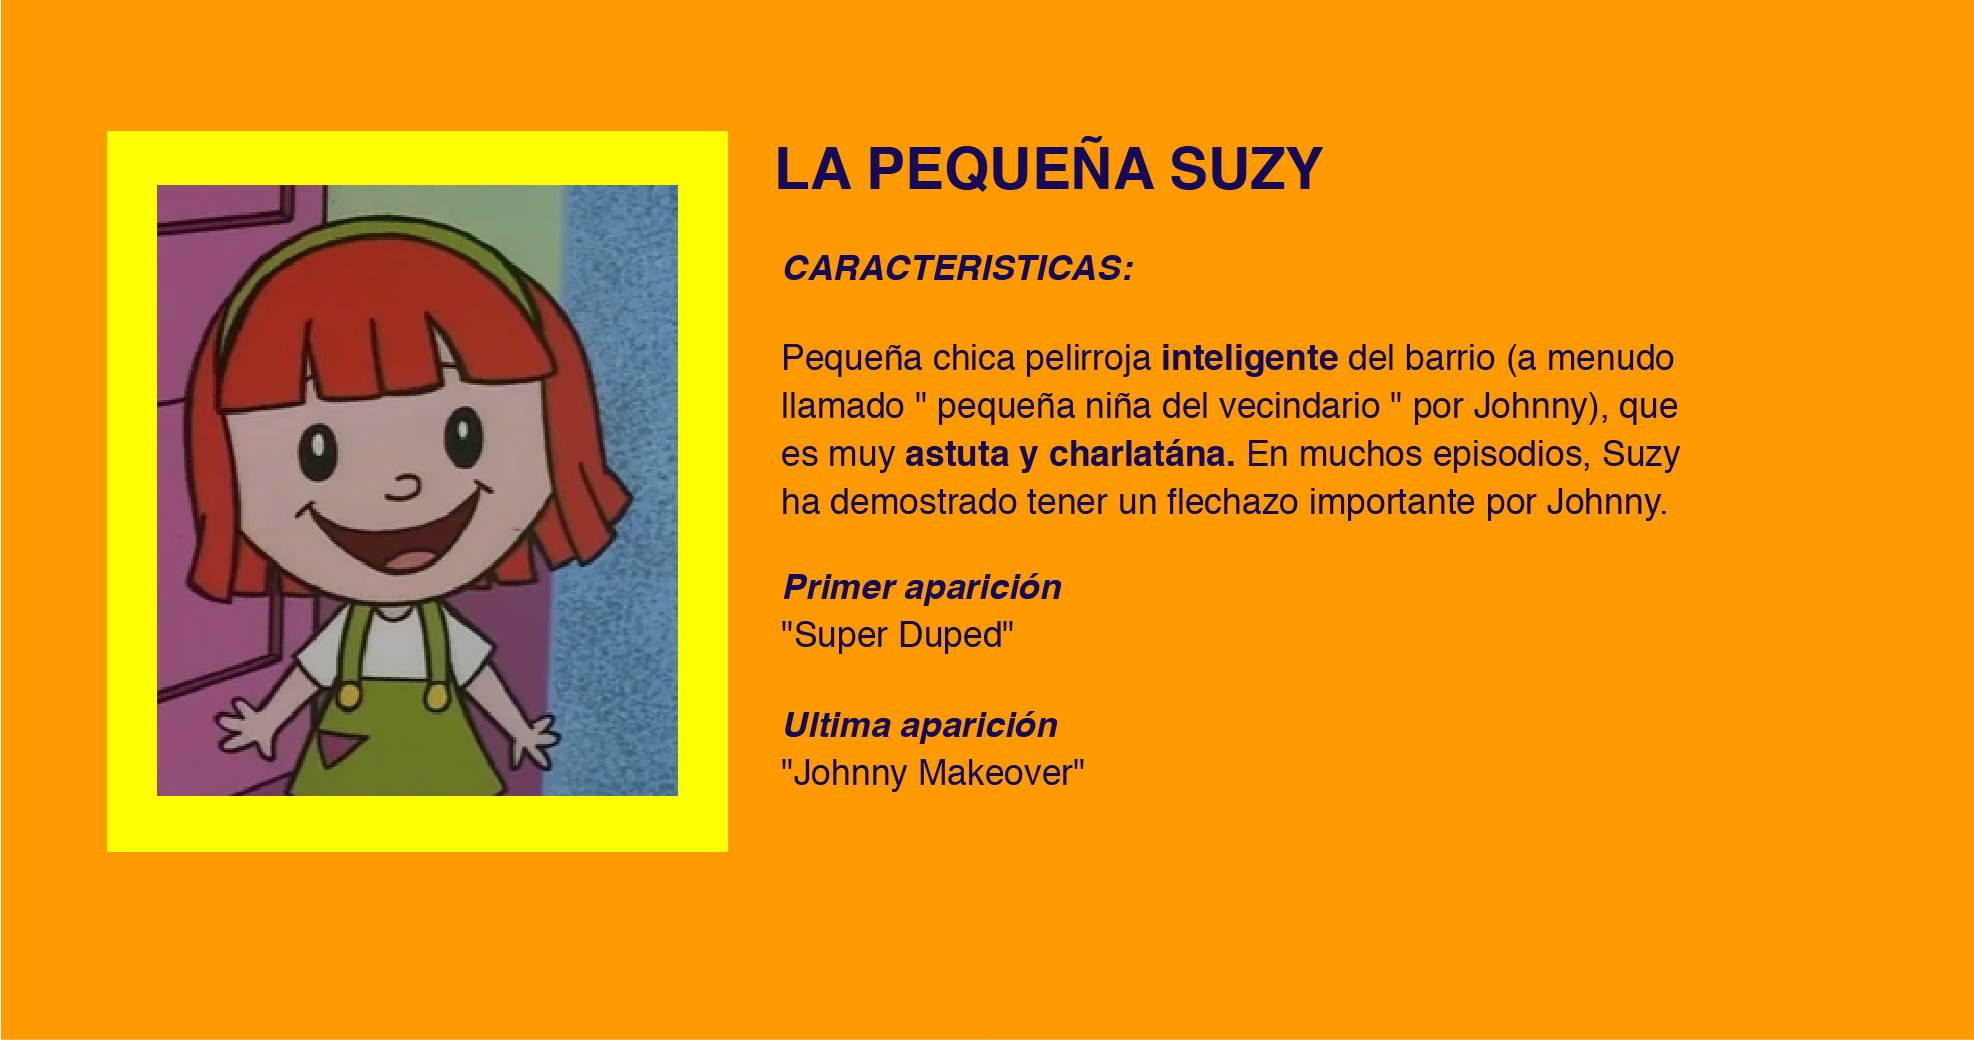 LA PEQUEÑA SUZY
CARACTERISTICAS:
Pequeña chica pelirroja inteligente del barrio (a menudo
llamado " pequeña niña del vecindario " por Johnny), que
es muy astuta y charlatána. En muchos episodios, Suzy
ha demostrado tener un flechazo importante por Johnny.
Primer aparición
"Super Duped"
Ultima aparición
"Johnny Makeover"